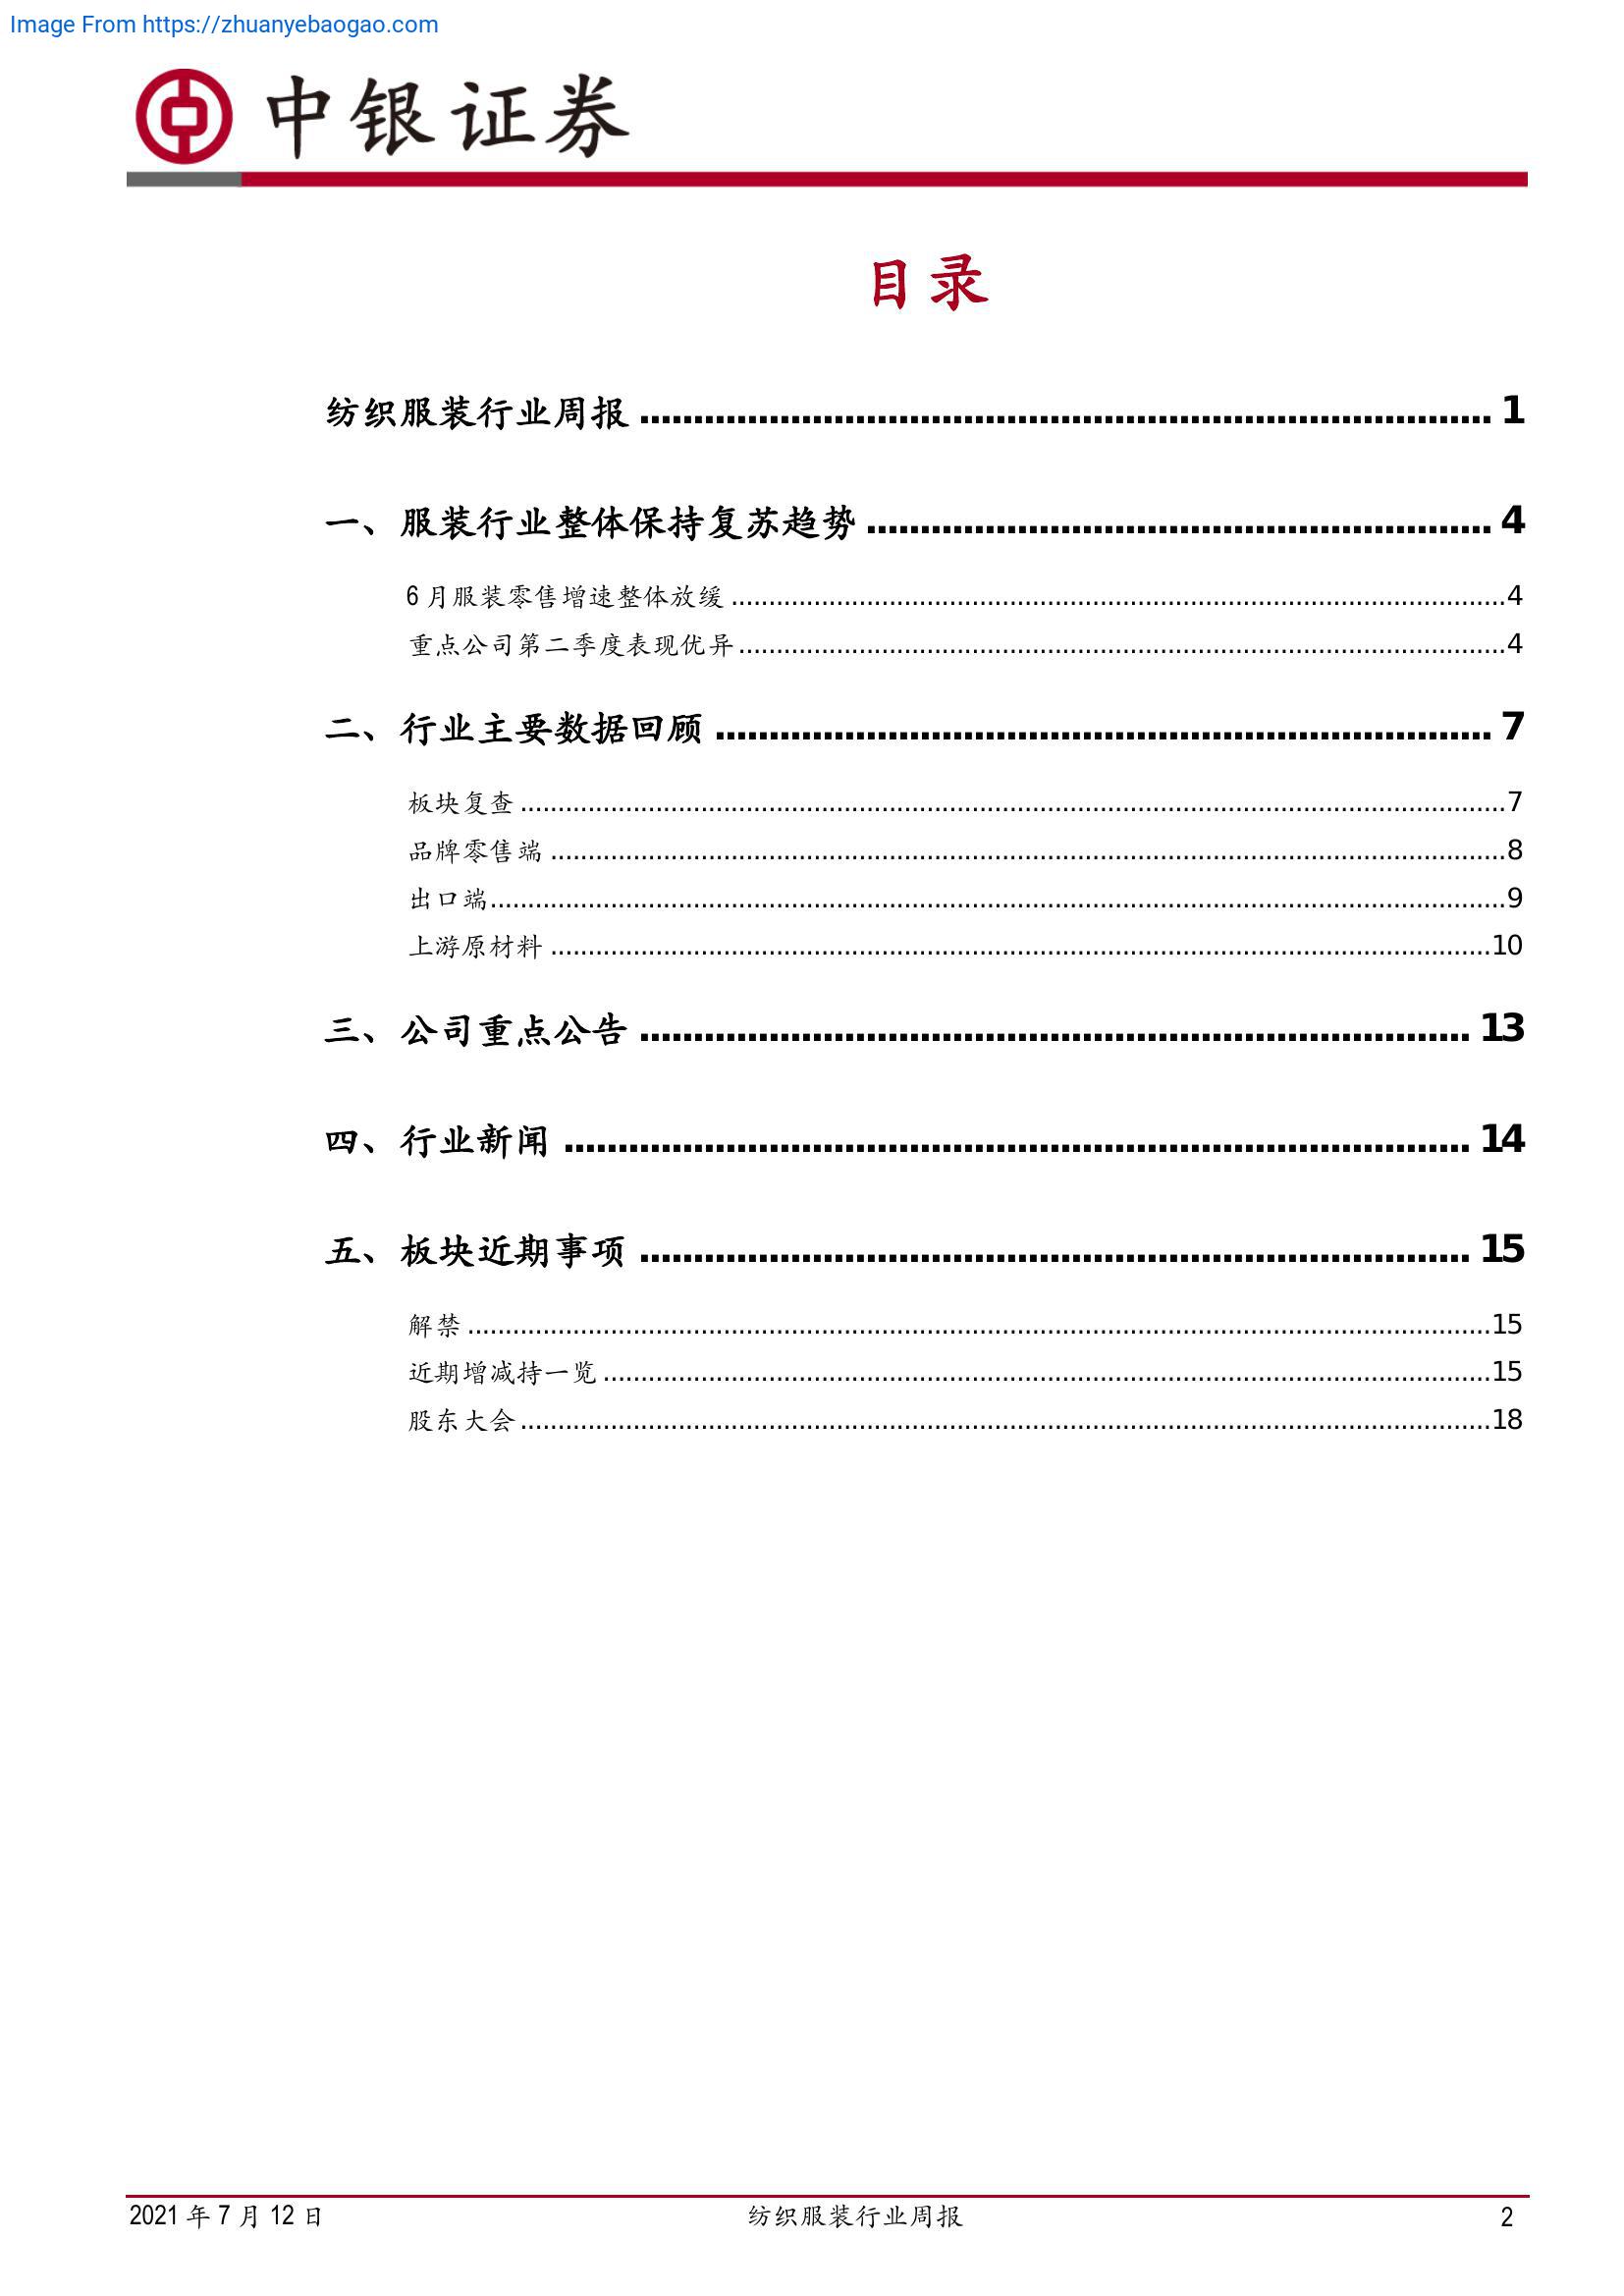 Image From https://zhuanyebaogao.com
中银证券
目录
纺织服装行业周报 ........................................ 1
一、服装行业整体保持复苏趋势 ........................................ 4
6 月服装零售增速整体放缓 ........................................ 4
重点公司第二季度表现优异 ........................................ 4
二、行业主要数据回顾 ........................................ 7
板块复查 ........................................ 7
品牌零售端 ........................................ 8
出口端 ........................................ 9
上游原材料 ........................................ 10
三、公司重点公告 ........................................ 13
四、行业新闻 ........................................ 14
五、板块近期事项 ........................................ 15
解禁 ........................................ 15
近期增减持一览 ........................................ 15
股东大会 ........................................ 18
2021 年 7 月 12 日 纺织服装行业周报 2